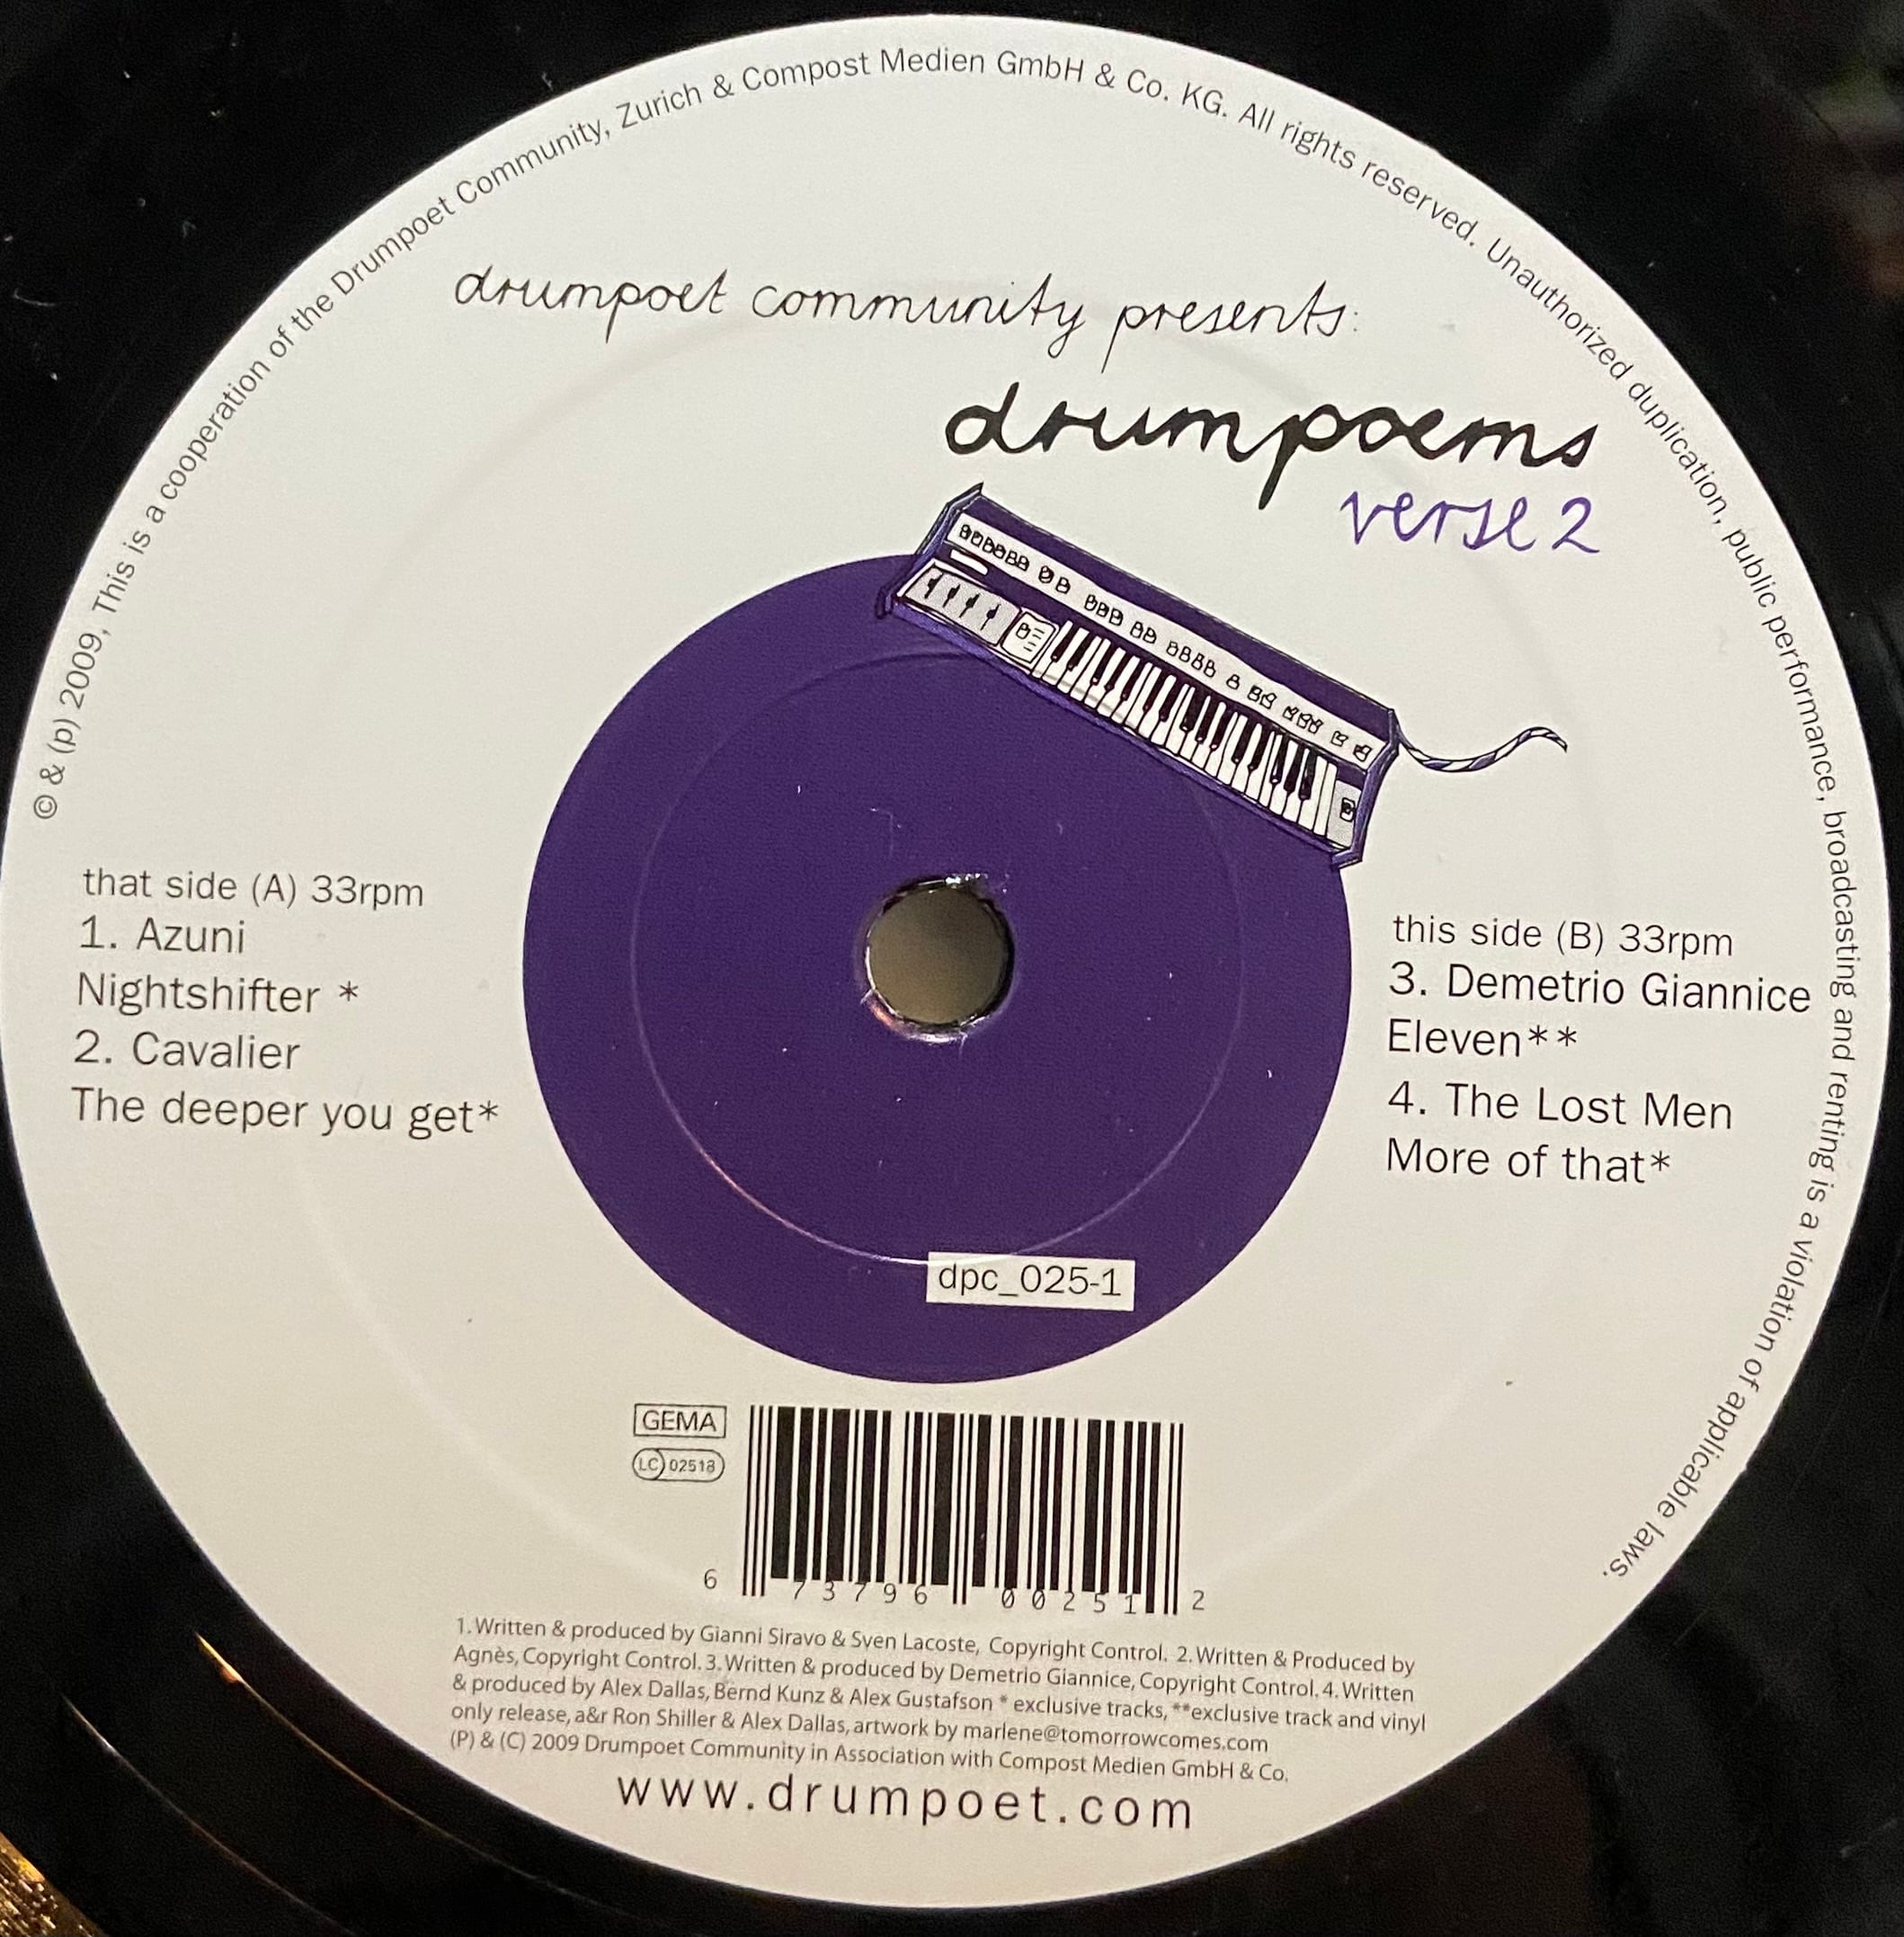 © & (p) 2009, This is a cooperation of the Drumpoet Community, Zurich & Compost Medien GmbH & Co. KG. All rights reserved. Unauthorized duplication, public performance, broadcasting and renting is a violation of applicable laws.
drumpoet community presents:
drumpoems
verse 2
that side (A) 33rpm
1. Azuni
Nightshifter *
2. Cavalier
The deeper you get*
this side (B) 33rpm
3. Demetrio Giannice
Eleven**
4. The Lost Men
More of that*
dpc_025-1
GEMA
LC 02518
6 73796 00251 2
1. Written & produced by Gianni Siravo & Sven Lacoste, Copyright Control. 2. Written & Produced by
Agnès, Copyright Control. 3. Written & produced by Demetrio Giannice, Copyright Control. 4. Written
& produced by Alex Dallas, Bernd Kunz & Alex Gustafson * exclusive tracks, **exclusive track and vinyl
only release, a&r Ron Shiller & Alex Dallas, artwork by marlene@tomorrowcomes.com
(P) & (C) 2009 Drumpoet Community in Association with Compost Medien GmbH & Co.
www.drumpoet.com